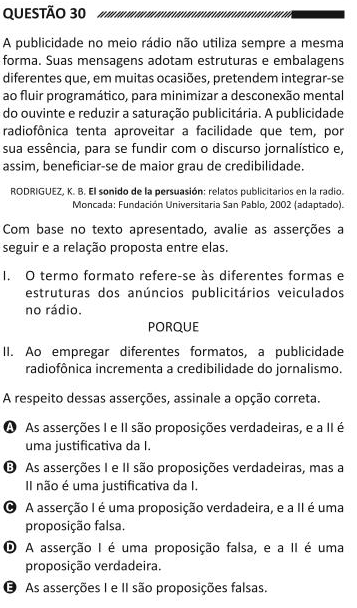 QUESTÃO 30
A publicidade no meio rádio não utiliza sempre a mesma
forma. Suas mensagens adotam estruturas e embalagens
diferentes que, em muitas ocasiões, pretendem integrar-se
ao fluir programático, para minimizar a desconexão mental
do ouvinte e reduzir a saturação publicitária. A publicidade
radiofônica tenta aproveitar a facilidade que tem, por
sua essência, para se fundir com o discurso jornalístico e,
assim, beneficiar-se de maior grau de credibilidade.
RODRIGUEZ, K. B. El sonido de la persuasión: relatos publicitarios en la radio.
Moncada: Fundación Universitaria San Pablo, 2002 (adaptado).
Com base no texto apresentado, avalie as asserções a
seguir e a relação proposta entre elas.
I. O termo formato refere-se às diferentes formas e
estruturas dos anúncios publicitários veiculados
no rádio.
PORQUE
II. Ao empregar diferentes formatos, a publicidade
radiofônica incrementa a credibilidade do jornalismo.
A respeito dessas asserções, assinale a opção correta.
A As asserções I e II são proposições verdadeiras, e a II é
uma justificativa da I.
B As asserções I e II são proposições verdadeiras, mas a
II não é uma justificativa da I.
C A asserção I é uma proposição verdadeira, e a II é uma
proposição falsa.
D A asserção I é uma proposição falsa, e a II é uma
proposição verdadeira.
E As asserções I e II são proposições falsas.